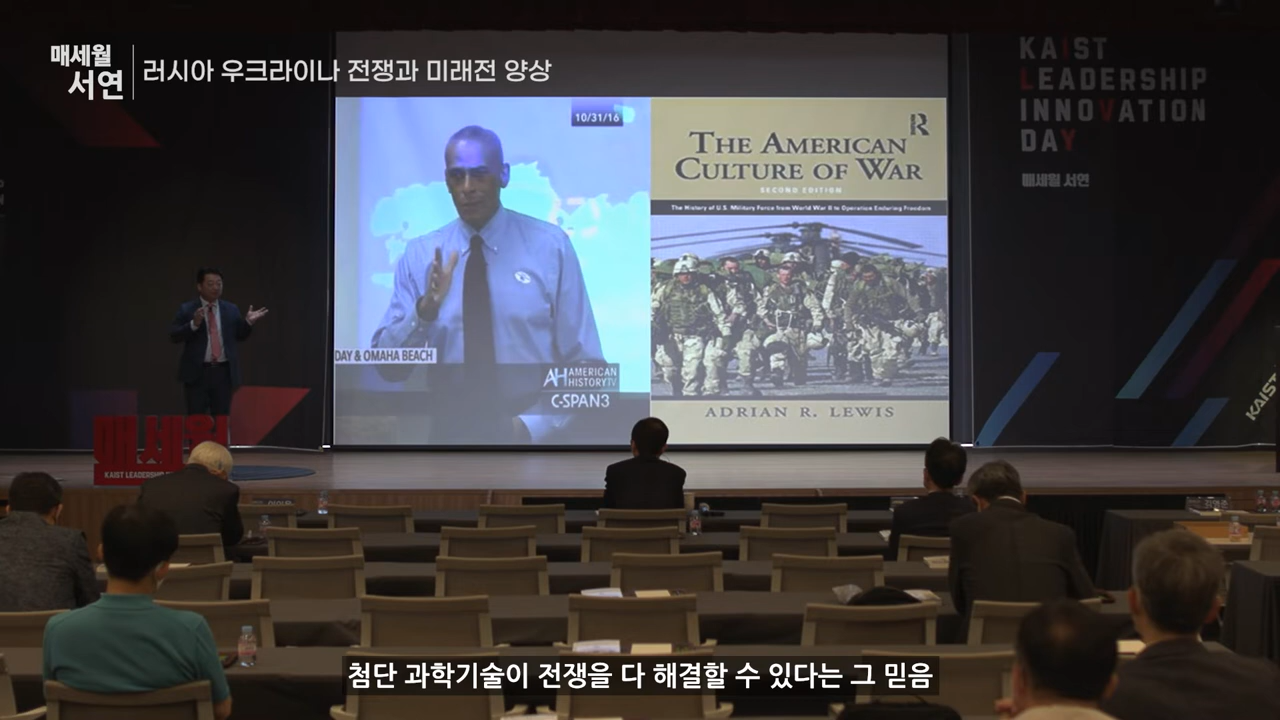 매세월
서연
러시아 우크라이나 전쟁과 미래전 양상
10/31/16
DAY & OMAHA BEACH
AH AMERICAN
HISTORY TV
C-SPAN3
R
THE AMERICAN
CULTURE OF WAR
SECOND EDITION
The History of U.S. Military Force from World War II to Operation Enduring Freedom
ADRIAN R. LEWIS
KAIST
LEADERSHIP
INNOVATION
DAY
매세월 서연
KAIST
매세월
KAIST LEADERSHIP
첨단 과학기술이 전쟁을 다 해결할 수 있다는 그 믿음